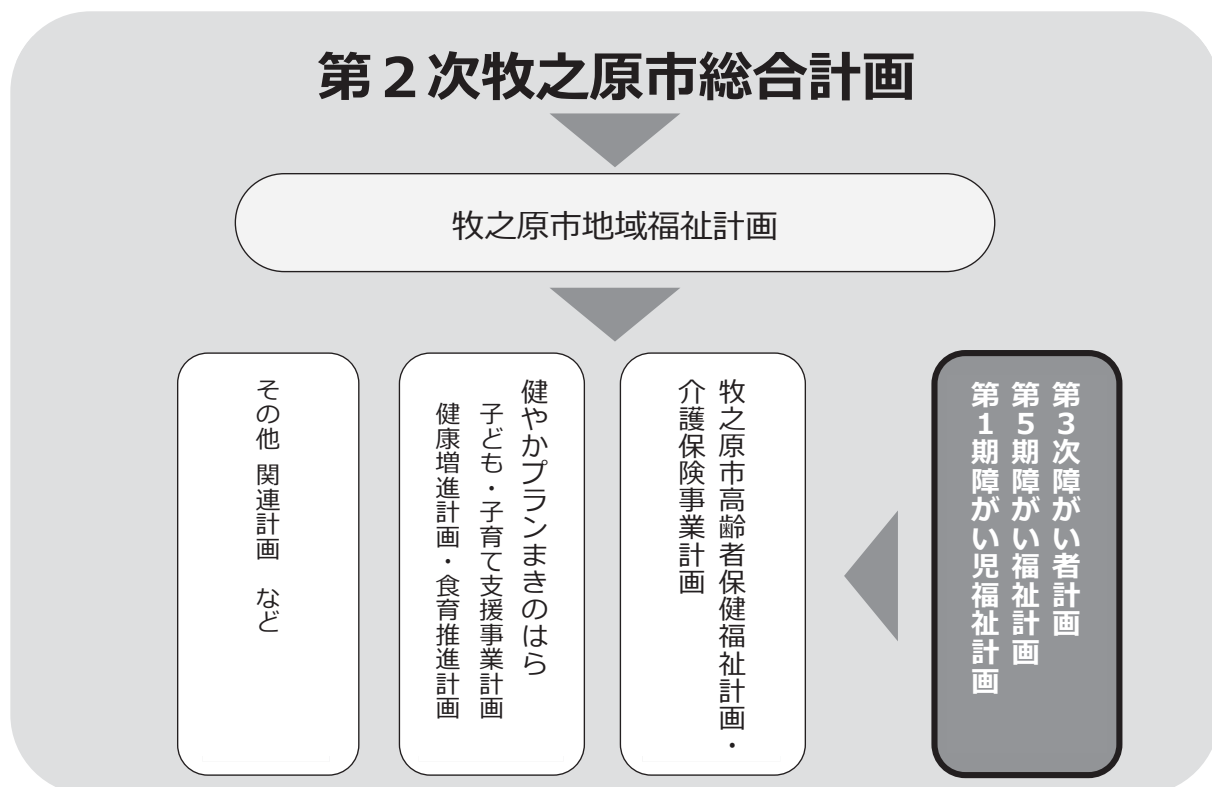 第２次牧之原市総合計画
牧之原市地域福祉計画
第３次障がい者計画
第５期障がい福祉計画
第１期障がい児福祉計画
牧之原市高齢者保健福祉計画・
介護保険事業計画
健やかプランまきのはら
子ども・子育て支援事業計画
健康増進計画・食育推進計画
その他 関連計画　など